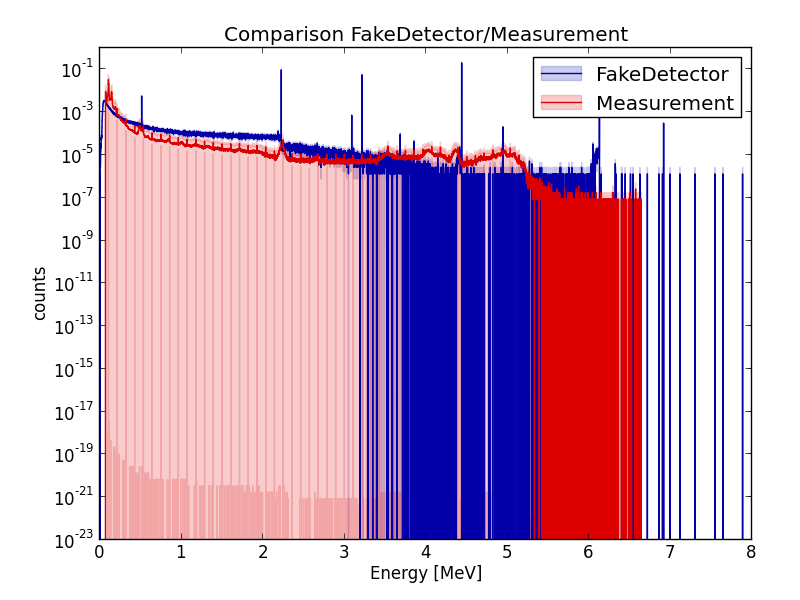 Comparison FakeDetector/Measurement
FakeDetector
Measurement
counts
10^-1
10^-3
10^-5
10^-7
10^-9
10^-11
10^-13
10^-15
10^-17
10^-19
10^-21
10^-23
0 1 2 3 4 5 6 7 8
Energy [MeV]